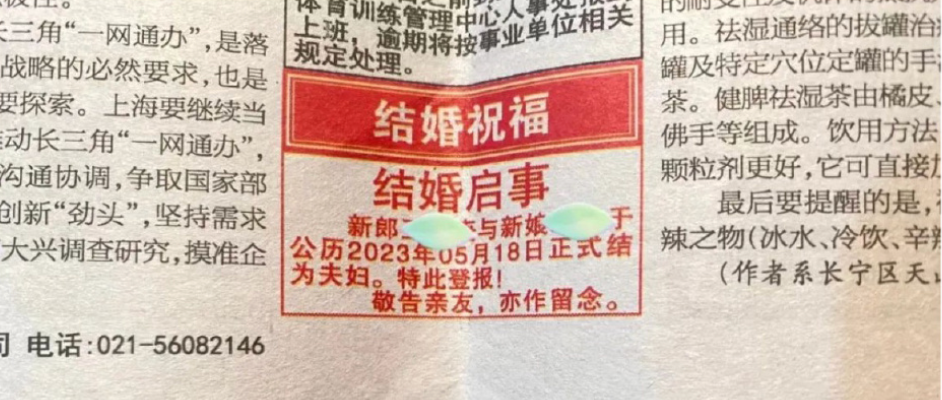 体育训练管理中心人事处报
上班，逾期将按事业单位相关
规定处理。
长三角“一网通办”，是落
战略的必然要求，也是
要探索。上海要继续当
动长三角“一网通办”，
沟通协调，争取国家部
创新“劲头”，坚持需求
大兴调查研究，摸准企
司 电话:021-56082146
结婚祝福
结婚启事
新郎 与新娘 于
公历2023年05月18日正式结
为夫妇。特此登报！
敬告亲友，亦作留念。
用。祛湿通络的拔罐治
罐及特定穴位定罐的手
茶。健脾祛湿茶由橘皮、
佛手等组成。饮用方法
颗粒剂更好，它可直接
最后要提醒的是，
辣之物(冰水、冷饮、辛辣
(作者系长宁区天山